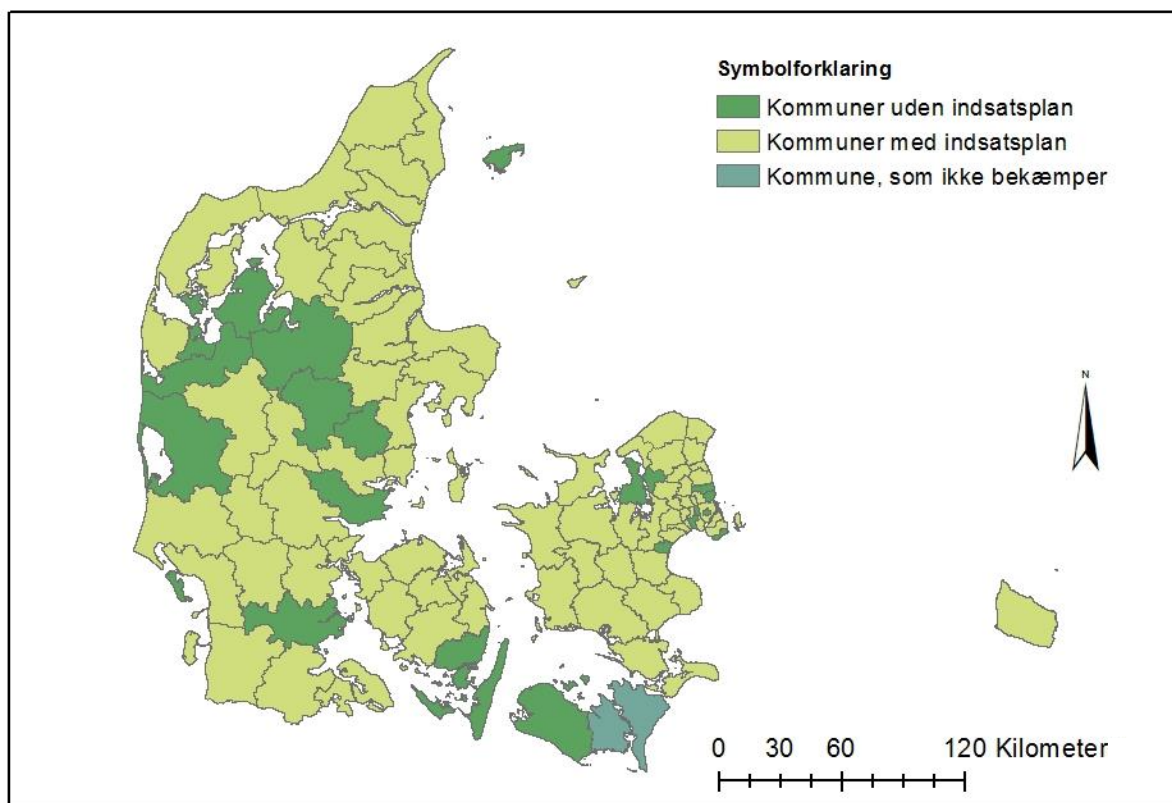 Symbolforklaring
Kommuner uden indsatsplan
Kommuner med indsatsplan
Kommune, som ikke bekæmper
N
0 30 60 120 Kilometer